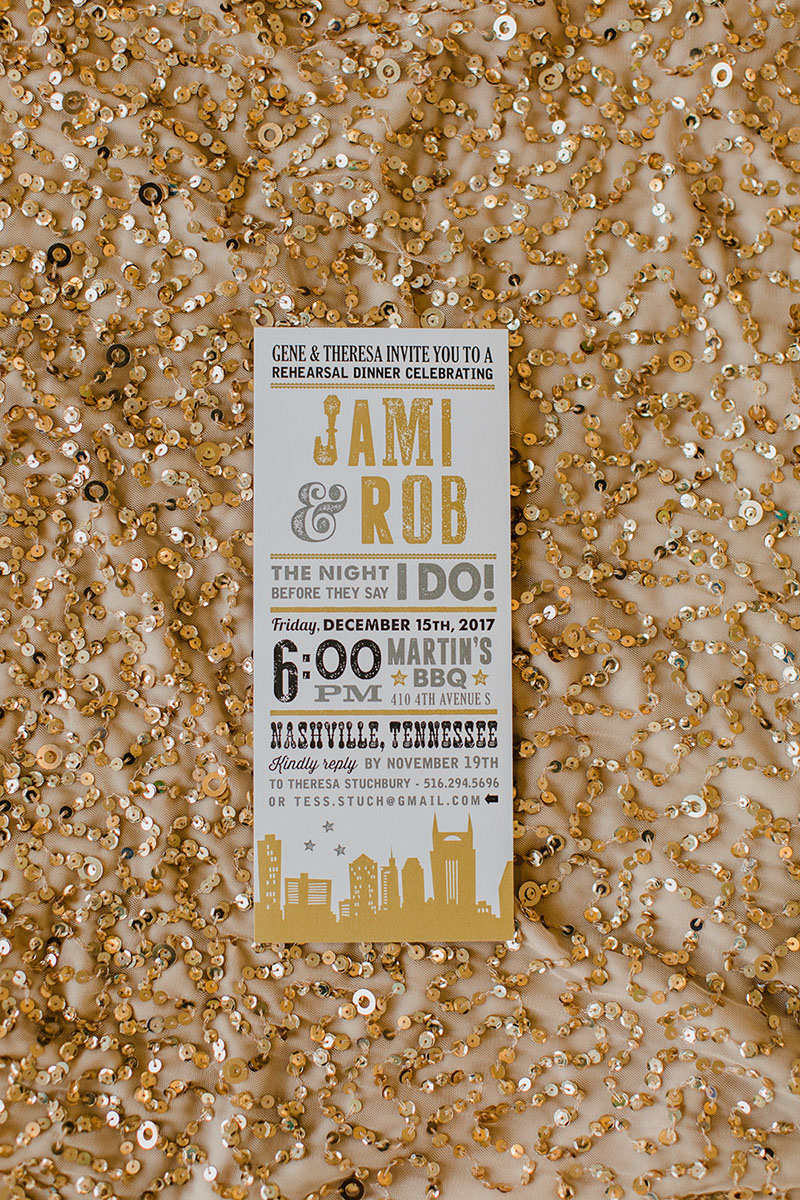 GENE & THERESA INVITE YOU TO A
REHEARSAL DINNER CELEBRATING
JAMI
& ROB
THE NIGHT
BEFORE THEY SAY
I DO!
Friday, DECEMBER 15TH, 2017
6:00
PM
MARTIN'S
BBQ
410 4TH AVENUE S
NASHVILLE, TENNESSEE
Kindly reply BY NOVEMBER 19TH
TO THERESA STUCHBURY - 516.294.5696
OR TESS.STUCH@GMAIL.COM